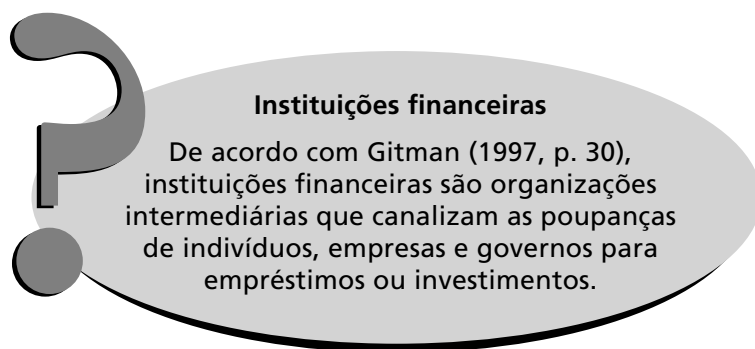 Instituições financeiras
De acordo com Gitman (1997, p. 30),
instituições financeiras são organizações
intermediárias que canalizam as poupanças
de indivíduos, empresas e governos para
empréstimos ou investimentos.